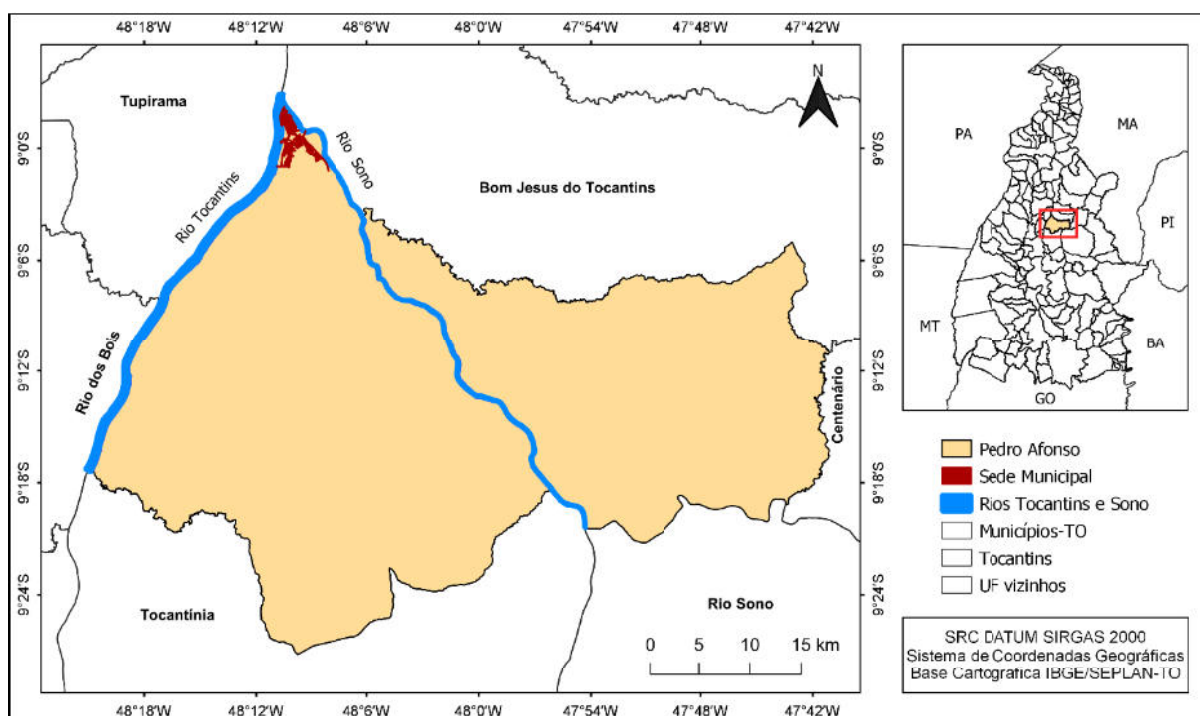 48°18'W 48°12'W 48°6'W 48°0'W 47°54'W 47°48'W 47°42'W
N
Tupirama
PA
MA
9°0'S
Rio Sono
9°0'S
Bom Jesus do Tocantins
Rio Tocantins
PI
9°6'S
9°6'S
MT
BA
Rio dos Bois
9°12'S
9°12'S
Centenário
GO
Pedro Afonso
9°18'S
Sede Municipal
9°18'S
Rios Tocantins e Sono
Municípios-TO
Tocantins
UF vizinhos
9°24'S
9°24'S
Tocantínia
Rio Sono
0 5 10 15 km
SRC DATUM SIRGAS 2000
Sistema de Coordenadas Geográficas
Base Cartográfica IBGE/SEPLAN-TO
48°18'W 48°12'W 48°6'W 48°0'W 47°54'W 47°48'W 47°42'W